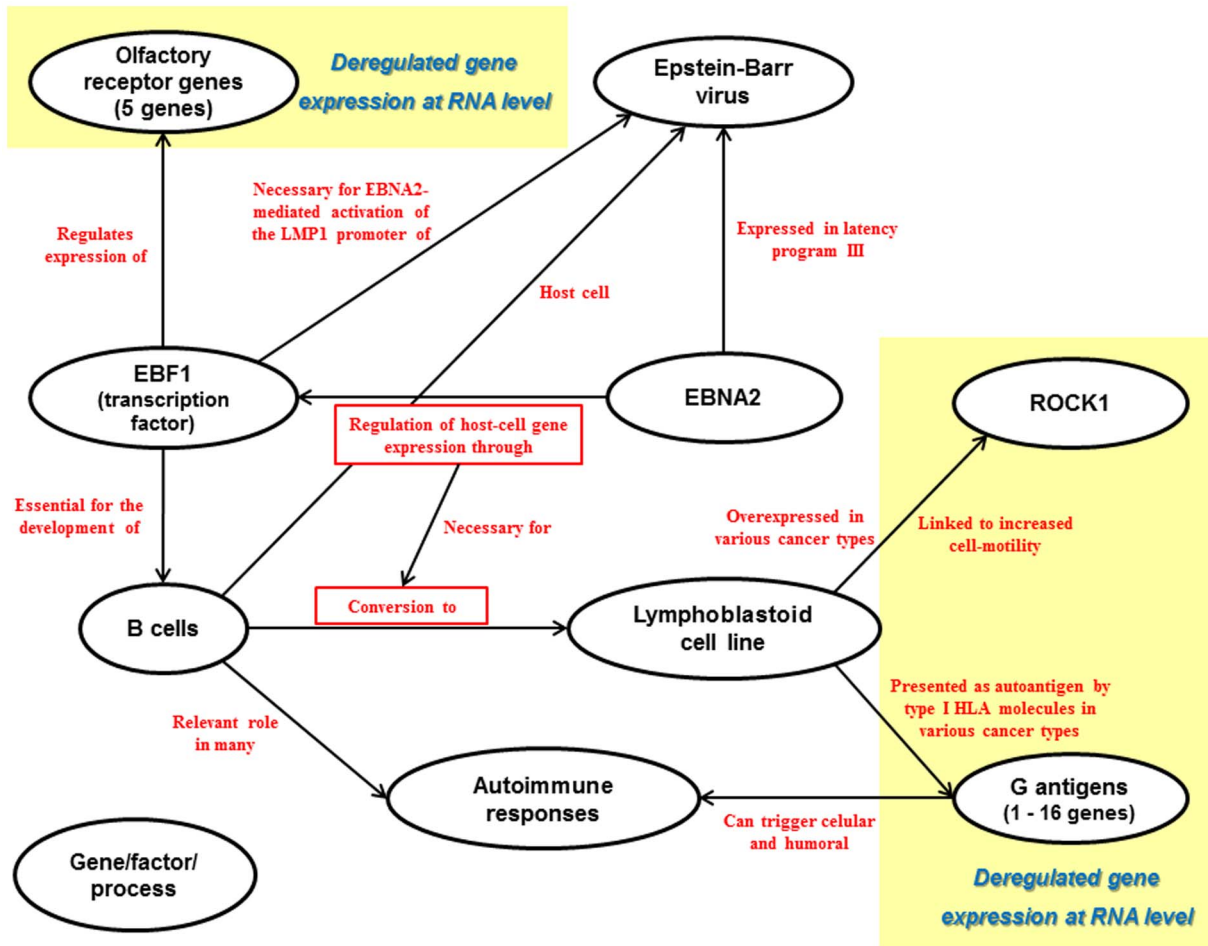 Olfactory
receptor genes
(5 genes)
Deregulated gene
expression at RNA level
Epstein-Barr
virus
Necessary for EBNA2-
mediated activation of
the LMP1 promoter of
Regulates
expression of
Expressed in latency
program III
Host cell
EBF1
(transcription
factor)
EBNA2
ROCK1
Regulation of host-cell gene
expression through
Essential for the
development of
Necessary for
Overexpressed in
various cancer types
Linked to increased
cell-motility
B cells
Conversion to
Lymphoblastoid
cell line
Presented as autoantigen by
type I HLA molecules in
various cancer types
Relevant role
in many
Autoimmune
responses
G antigens
(1 - 16 genes)
Can trigger celular
and humoral
Gene/factor/
process
Deregulated gene
expression at RNA level